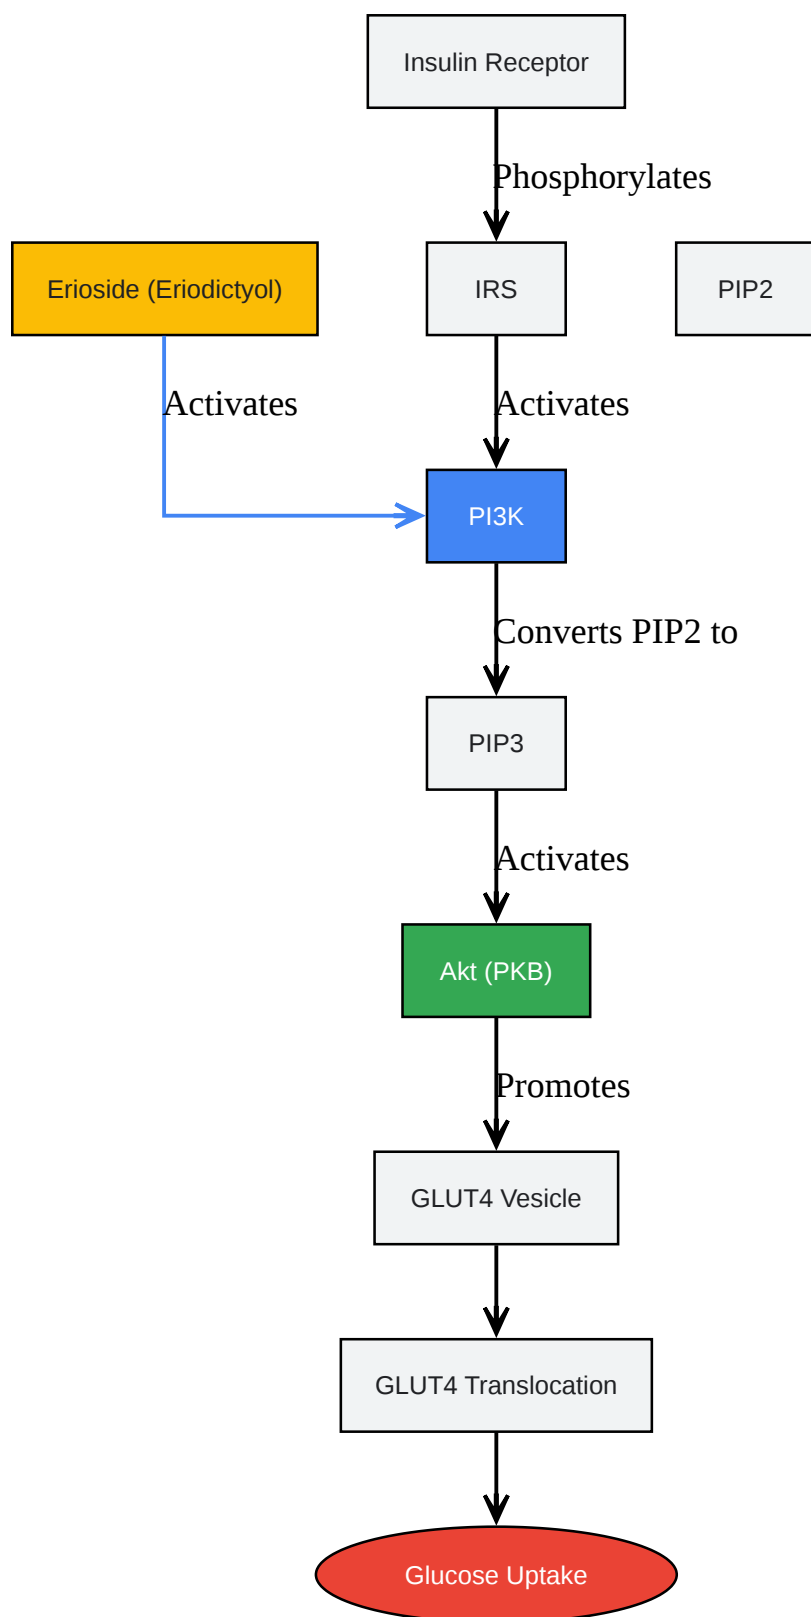 Insulin Receptor
Phosphorylates
Erioside (Eriodictyol)
IRS
PIP2
Activates
Activates
PI3K
Converts PIP2 to
PIP3
Activates
Akt (PKB)
Promotes
GLUT4 Vesicle
GLUT4 Translocation
Glucose Uptake